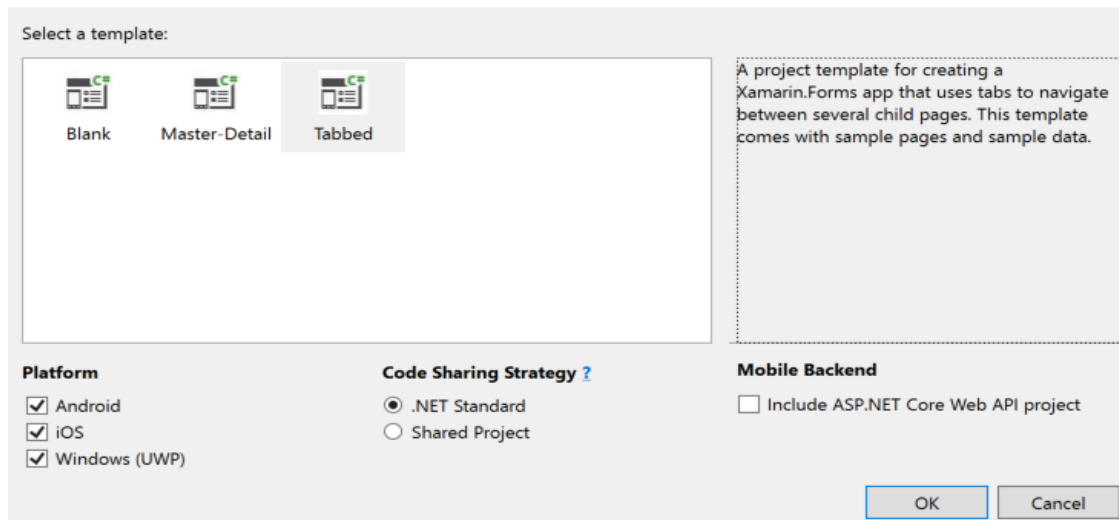 Select a template:
C#
C#
C#
Blank
Master-Detail
Tabbed
A project template for creating a
Xamarin.Forms app that uses tabs to navigate
between several child pages. This template
comes with sample pages and sample data.
Platform
Android
iOS
Windows (UWP)
Code Sharing Strategy ?
.NET Standard
Shared Project
Mobile Backend
Include ASP.NET Core Web API project
OK
Cancel